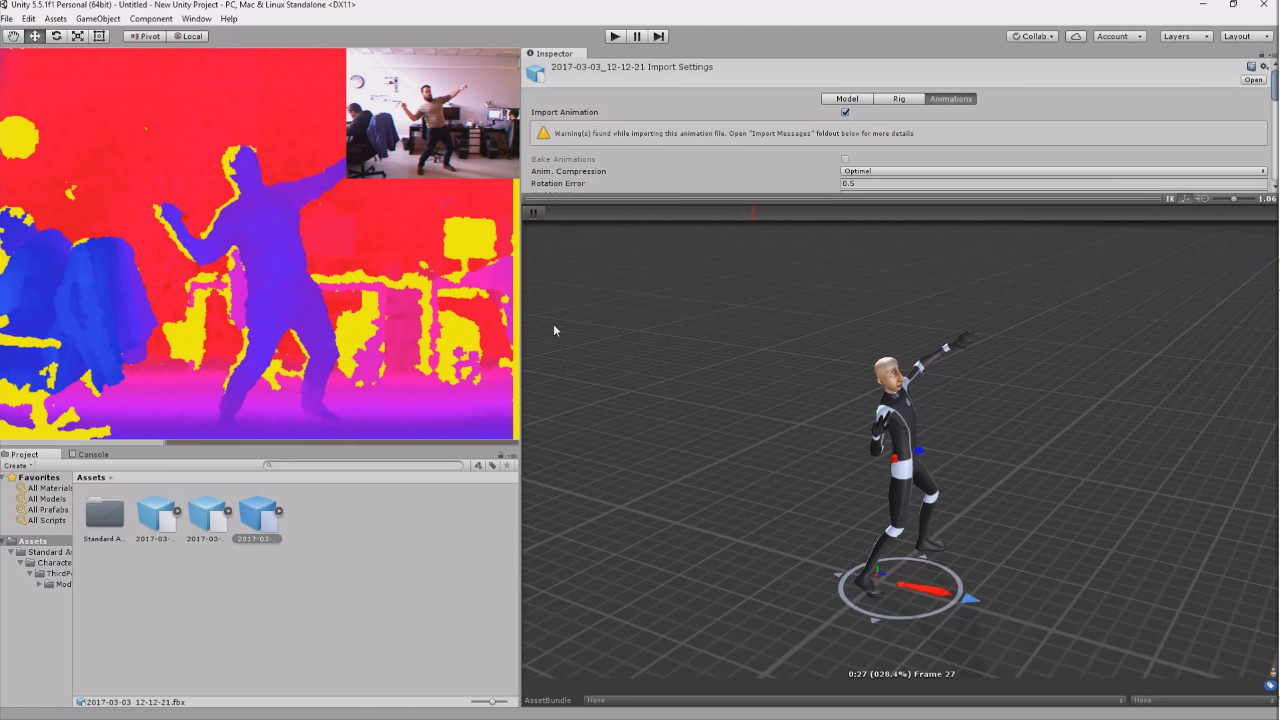 Unity 5.5.1f1 Personal (64bit) - Untitled - New Unity Project - PC, Mac & Linux Standalone <DX11>
File Edit Assets GameObject Component Window Help
Pivot Local Collab Account Layers Layout
Inspector
2017-03-03_12-12-21 Import Settings
Open
Model Rig Animations
Import Animation
Warning(s) found while importing this animation file. Open "Import Messages" foldout below for more details
Bake Animations
Anim. Compression Optimal
Rotation Error 0.5
IK 1.06
0:27 (028.4%) Frame 27
AssetBundle None None
Project Console
Create
Favorites
All Materials
All Models
All Prefabs
All Scripts
Assets
Standard As
Characte
ThirdPe
Mod
Assets
Standard A... 2017-03-... 2017-03-... 2017-03-...
2017-03-03_12-12-21.fbx